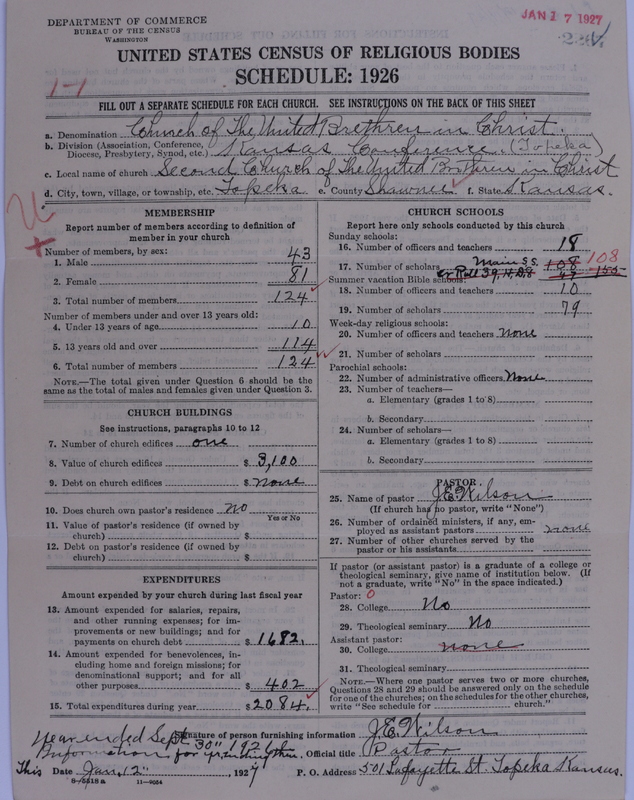 DEPARTMENT OF COMMERCE
BUREAU OF THE CENSUS
WASHINGTON
JAN 17 1927
UNITED STATES CENSUS OF RELIGIOUS BODIES
SCHEDULE: 1926
1-1
FILL OUT A SEPARATE SCHEDULE FOR EACH CHURCH. SEE INSTRUCTIONS ON THE BACK OF THIS SHEET
a. Denomination Church of The United Brethren in Christ.
b. Division (Association, Conference, Diocese, Presbytery, Synod, etc.) Kansas Conference (Topeka)
c. Local name of church Second Church of The United Brethren in Christ
d. City, town, village, or township, etc. Topeka e. County Shawnee f. State Kansas.
MEMBERSHIP
Report number of members according to definition of member in your church
Number of members, by sex:
1. Male 43
2. Female 81
3. Total number of members 124
Number of members under and over 13 years old:
4. Under 13 years of age 10
5. 13 years old and over 114
6. Total number of members 124
NOTE.—The total given under Question 6 should be the same as the total of males and females given under Question 3.
CHURCH BUILDINGS
See instructions, paragraphs 10 to 12
7. Number of church edifices one
8. Value of church edifices $ 3,100
9. Debt on church edifices $ none
10. Does church own pastor's residence No
Yes or No
11. Value of pastor's residence (if owned by church) $
12. Debt on pastor's residence (if owned by church) $
EXPENDITURES
Amount expended by your church during last fiscal year
13. Amount expended for salaries, repairs, and other running expenses; for improvements or new buildings; and for payments on church debt $ 1682.
14. Amount expended for benevolences, including home and foreign missions; for denominational support; and for all other purposes $ 402
15. Total expenditures during year $ 2084.
CHURCH SCHOOLS
Report here only schools conducted by this church
Sunday schools:
16. Number of officers and teachers 18
17. Number of scholars Main S.S. 108 108
Cr Roll 39, H.D. 8 47 155
Summer vacation Bible schools:
18. Number of officers and teachers 10
19. Number of scholars 79
Week-day religious schools:
20. Number of officers and teachers None
21. Number of scholars
Parochial schools:
22. Number of administrative officers None
23. Number of teachers—
a. Elementary (grades 1 to 8)
b. Secondary
24. Number of scholars—
a. Elementary (grades 1 to 8)
b. Secondary
PASTOR
25. Name of pastor J.E. Wilson
(If church has no pastor, write "None")
26. Number of ordained ministers, if any, employed as assistant pastors none
27. Number of other churches served by the pastor or his assistants
If pastor (or assistant pastor) is a graduate of a college or theological seminary, give name of institution below. (If not a graduate, write "No" in the space indicated.)
Pastor: 0
28. College No
29. Theological seminary No
Assistant pastor:
30. College none
31. Theological seminary
NOTE.—Where one pastor serves two or more churches, Questions 28 and 29 should be answered only on the schedule for one of the churches; on the schedules for the other churches, write "See schedule for church."
Year ended Sept 30" 1926
Signature of person furnishing information J.E. Wilson
Information for
Official title Pastor
This Date Jan, 12", 1927
P. O. Address 501 Lafayette St. Topeka Kansas.
11-9054